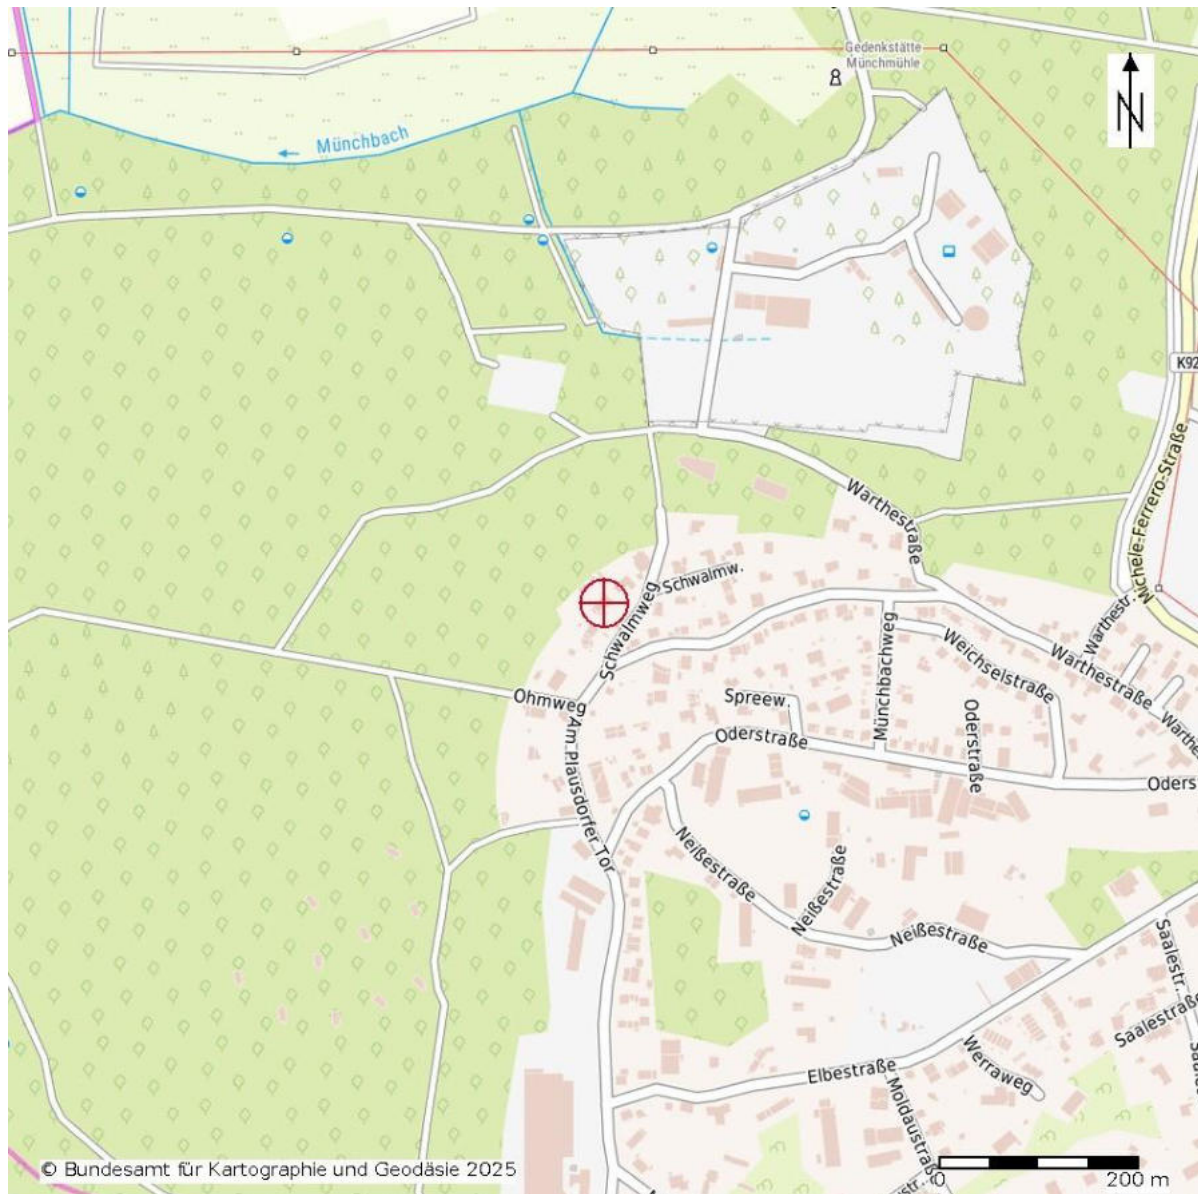 Gedenkstätte
Münchmühle
N
Münchbach
K92
Michele-Ferrero-Straße
Warthestraße
Schwalmw.
Schwalmweg
Warthestr.
Münchbachweg
Weichselstraße
Warthestraße
Ohmweg
Spreew.
Oderstraße
Oderstraße
Am Plausdorfer Tor
Oders
Neißestraße
Neißestraße
Neißestraße
Saalestr.
Saalestraße
Elbestraße
Werraweg
Moldaustraß
© Bundesamt für Kartographie und Geodäsie 2025
0 200 m